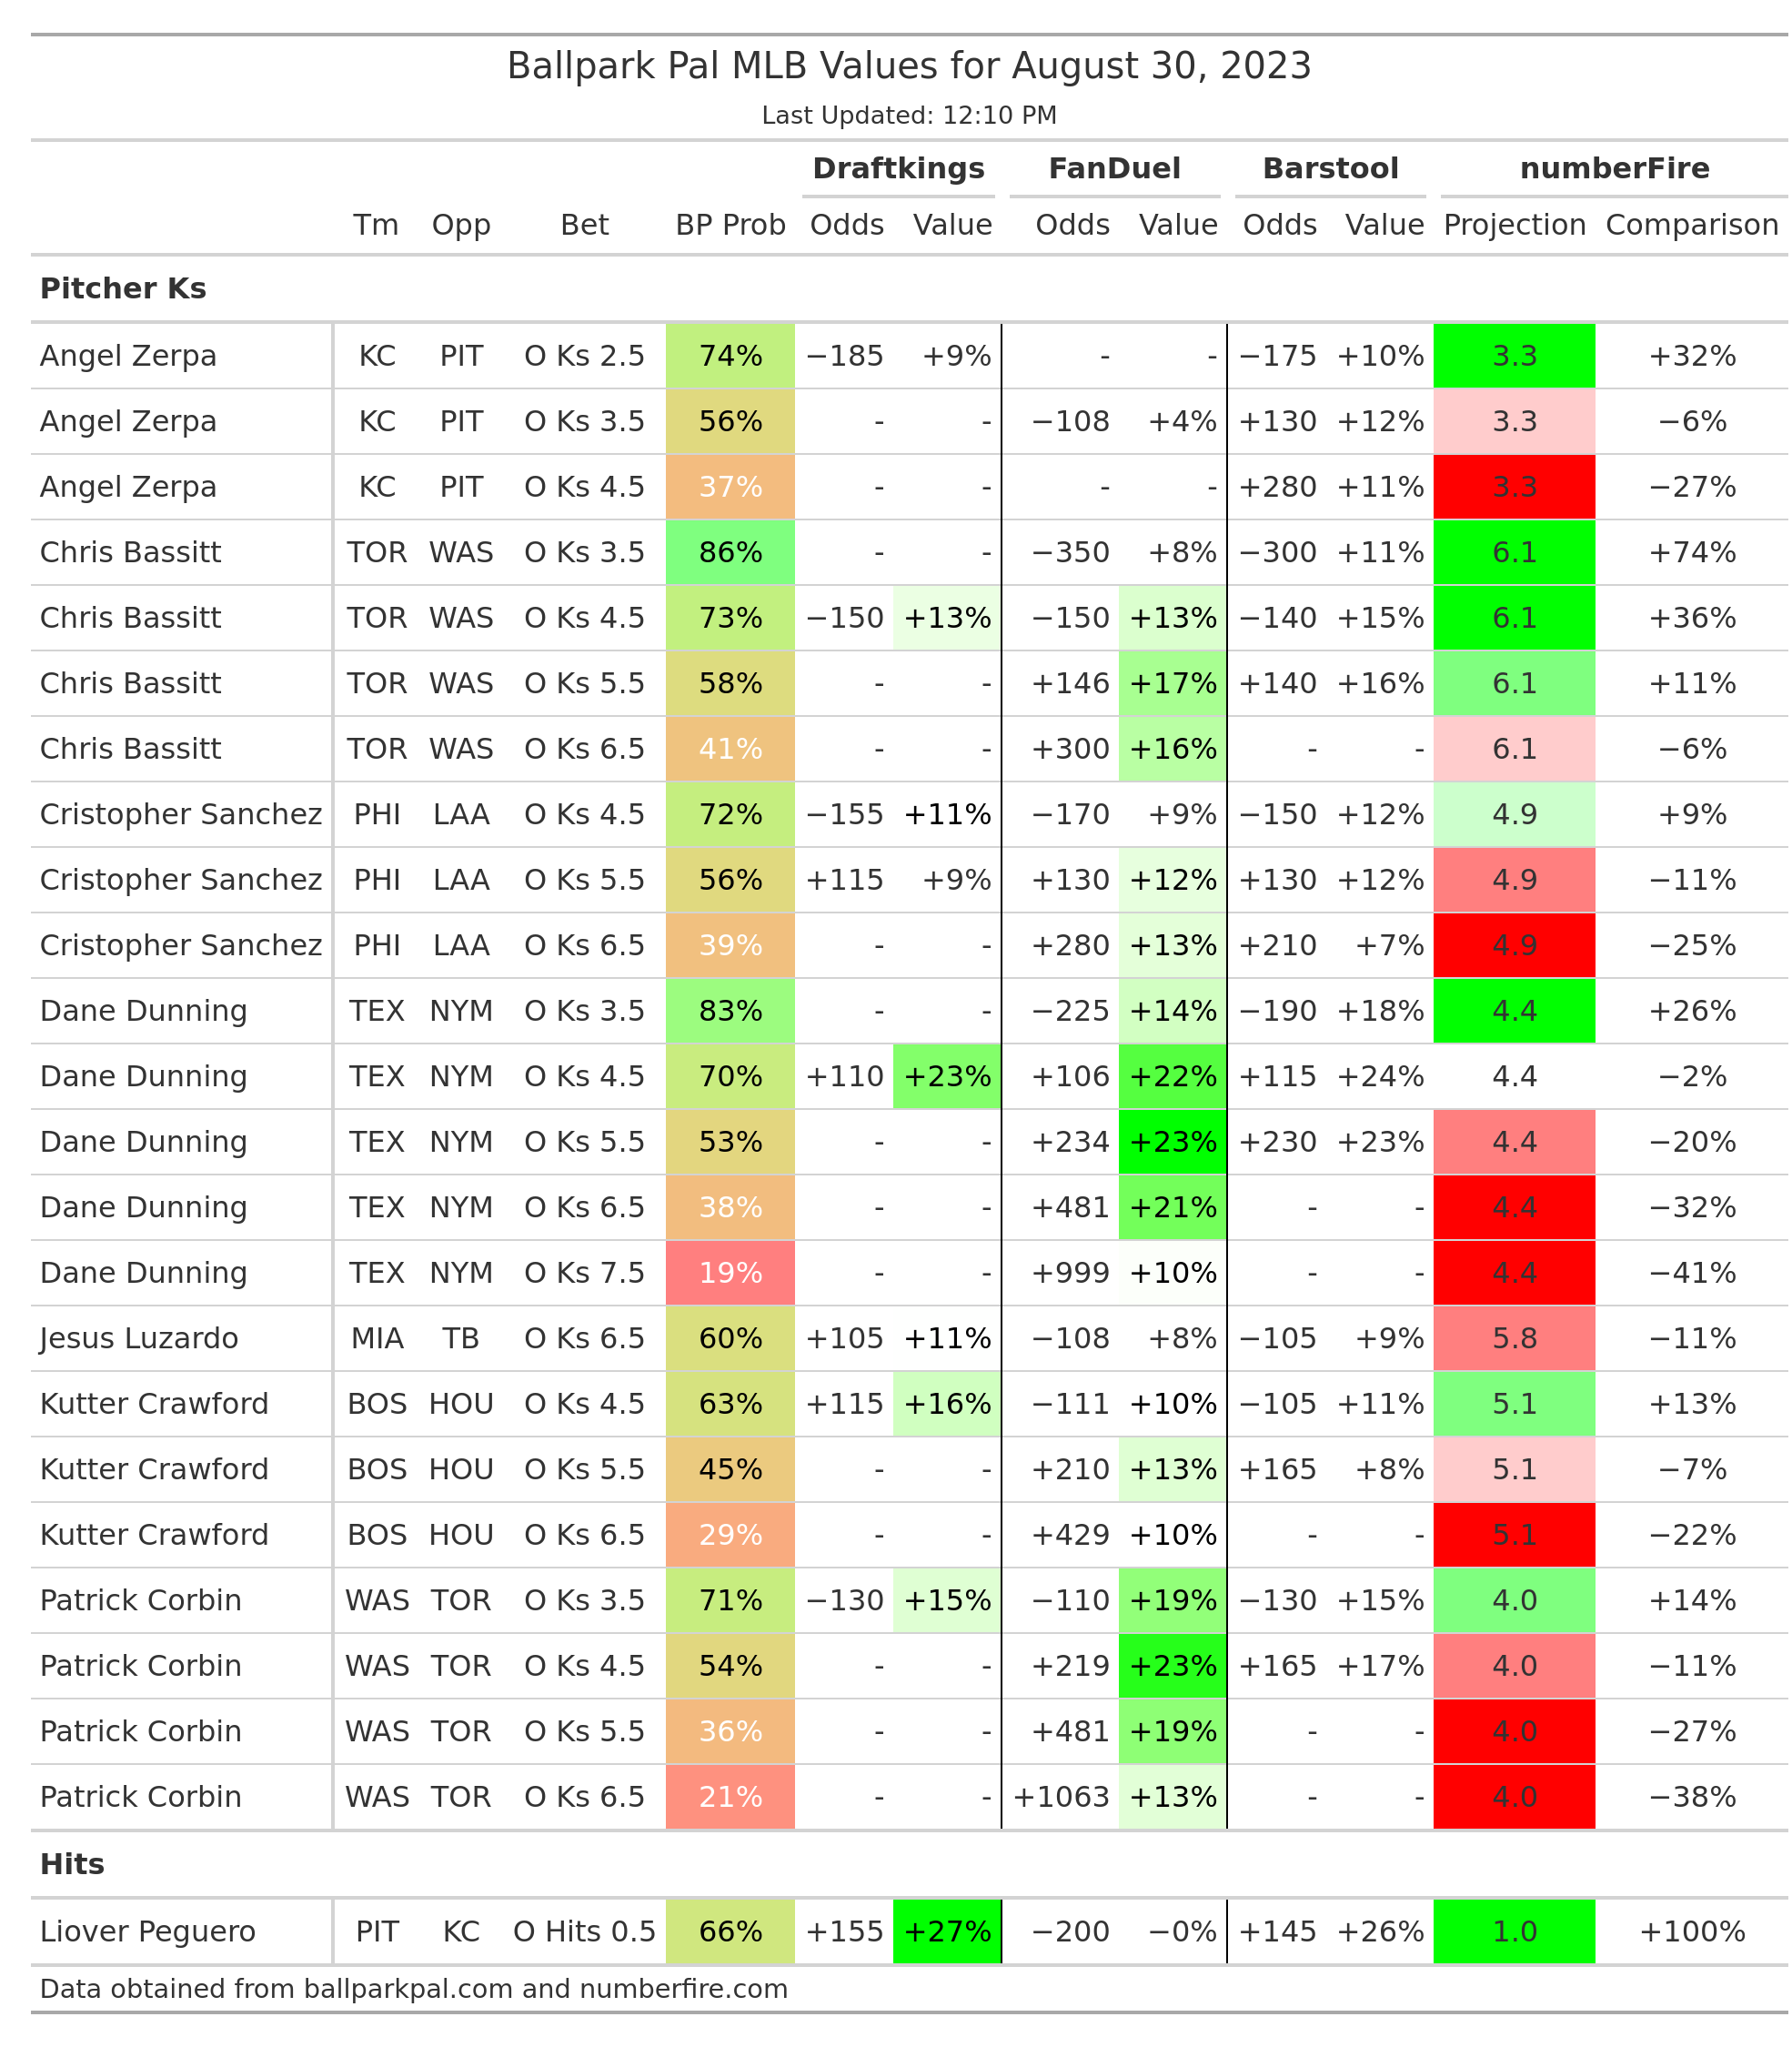 Ballpark Pal MLB Values for August 30, 2023
Last Updated: 12:10 PM
Draftkings FanDuel Barstool numberFire
Tm Opp Bet BP Prob Odds Value Odds Value Odds Value Projection Comparison
Pitcher Ks
Angel Zerpa KC PIT O Ks 2.5 74% −185 +9% - - −175 +10% 3.3 +32%
Angel Zerpa KC PIT O Ks 3.5 56% - - −108 +4% +130 +12% 3.3 −6%
Angel Zerpa KC PIT O Ks 4.5 37% - - - - +280 +11% 3.3 −27%
Chris Bassitt TOR WAS O Ks 3.5 86% - - −350 +8% −300 +11% 6.1 +74%
Chris Bassitt TOR WAS O Ks 4.5 73% −150 +13% −150 +13% −140 +15% 6.1 +36%
Chris Bassitt TOR WAS O Ks 5.5 58% - - +146 +17% +140 +16% 6.1 +11%
Chris Bassitt TOR WAS O Ks 6.5 41% - - +300 +16% - - 6.1 −6%
Cristopher Sanchez PHI LAA O Ks 4.5 72% −155 +11% −170 +9% −150 +12% 4.9 +9%
Cristopher Sanchez PHI LAA O Ks 5.5 56% +115 +9% +130 +12% +130 +12% 4.9 −11%
Cristopher Sanchez PHI LAA O Ks 6.5 39% - - +280 +13% +210 +7% 4.9 −25%
Dane Dunning TEX NYM O Ks 3.5 83% - - −225 +14% −190 +18% 4.4 +26%
Dane Dunning TEX NYM O Ks 4.5 70% +110 +23% +106 +22% +115 +24% 4.4 −2%
Dane Dunning TEX NYM O Ks 5.5 53% - - +234 +23% +230 +23% 4.4 −20%
Dane Dunning TEX NYM O Ks 6.5 38% - - +481 +21% - - 4.4 −32%
Dane Dunning TEX NYM O Ks 7.5 19% - - +999 +10% - - 4.4 −41%
Jesus Luzardo MIA TB O Ks 6.5 60% +105 +11% −108 +8% −105 +9% 5.8 −11%
Kutter Crawford BOS HOU O Ks 4.5 63% +115 +16% −111 +10% −105 +11% 5.1 +13%
Kutter Crawford BOS HOU O Ks 5.5 45% - - +210 +13% +165 +8% 5.1 −7%
Kutter Crawford BOS HOU O Ks 6.5 29% - - +429 +10% - - 5.1 −22%
Patrick Corbin WAS TOR O Ks 3.5 71% −130 +15% −110 +19% −130 +15% 4.0 +14%
Patrick Corbin WAS TOR O Ks 4.5 54% - - +219 +23% +165 +17% 4.0 −11%
Patrick Corbin WAS TOR O Ks 5.5 36% - - +481 +19% - - 4.0 −27%
Patrick Corbin WAS TOR O Ks 6.5 21% - - +1063 +13% - - 4.0 −38%
Hits
Liover Peguero PIT KC O Hits 0.5 66% +155 +27% −200 −0% +145 +26% 1.0 +100%
Data obtained from ballparkpal.com and numberfire.com